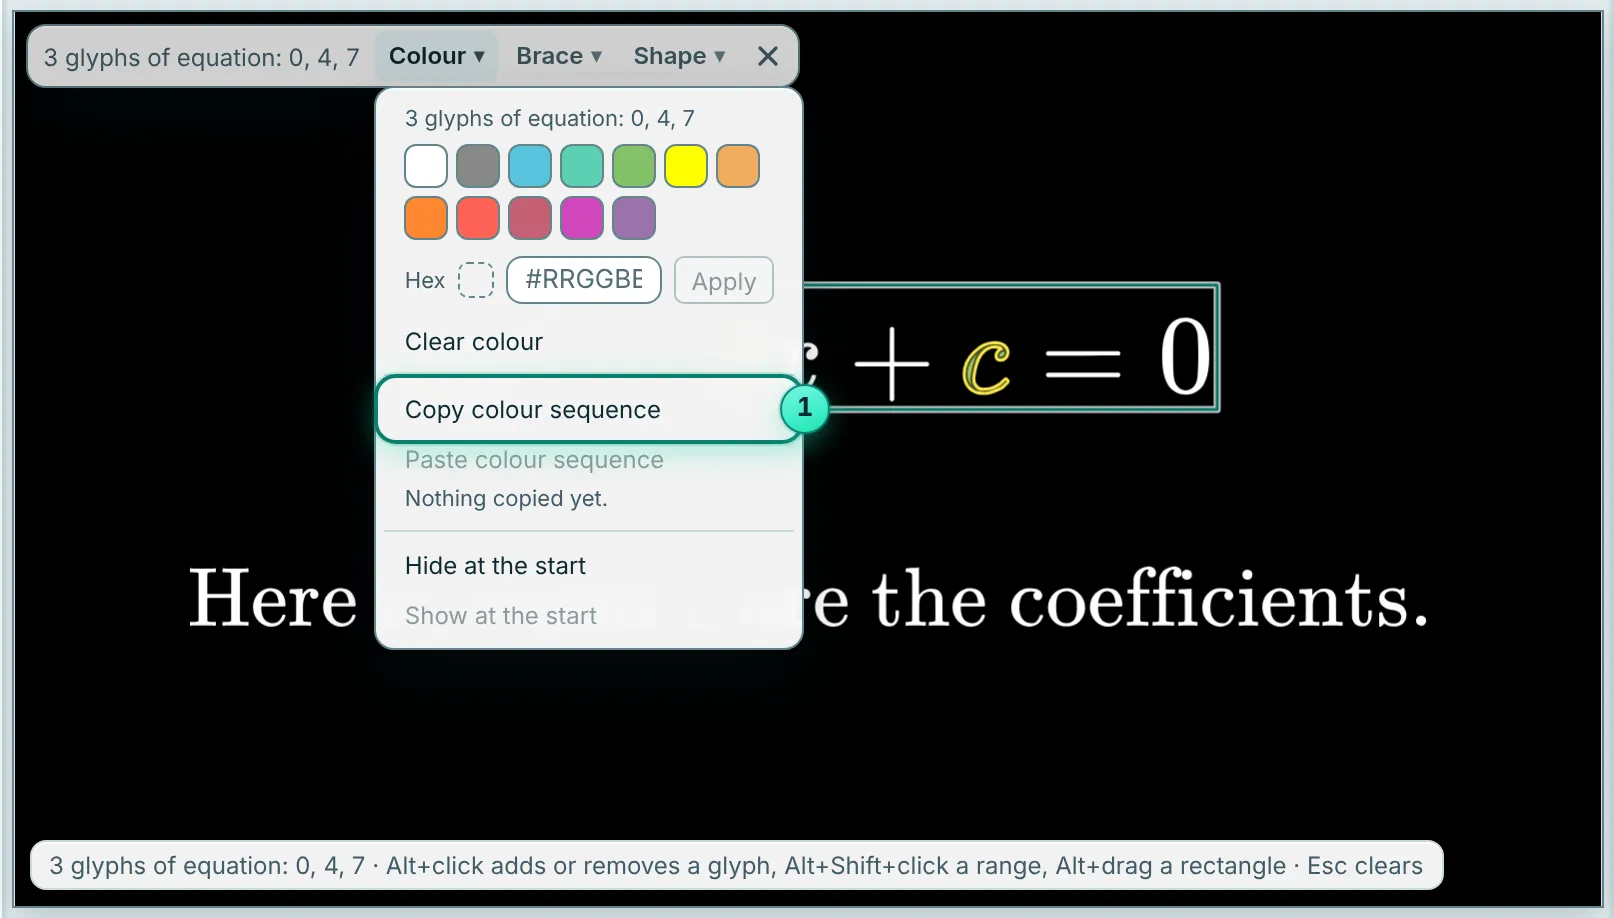 3 glyphs of equation: 0, 4, 7 Colour ▾ Brace ▾ Shape ▾ ✕
3 glyphs of equation: 0, 4, 7
Hex #RRGGBE Apply
Clear colour
+ c = 0
Copy colour sequence 1
Paste colour sequence
Nothing copied yet.
Hide at the start
Here re the coefficients.
Show at the start
3 glyphs of equation: 0, 4, 7 · Alt+click adds or removes a glyph, Alt+Shift+click a range, Alt+drag a rectangle · Esc clears